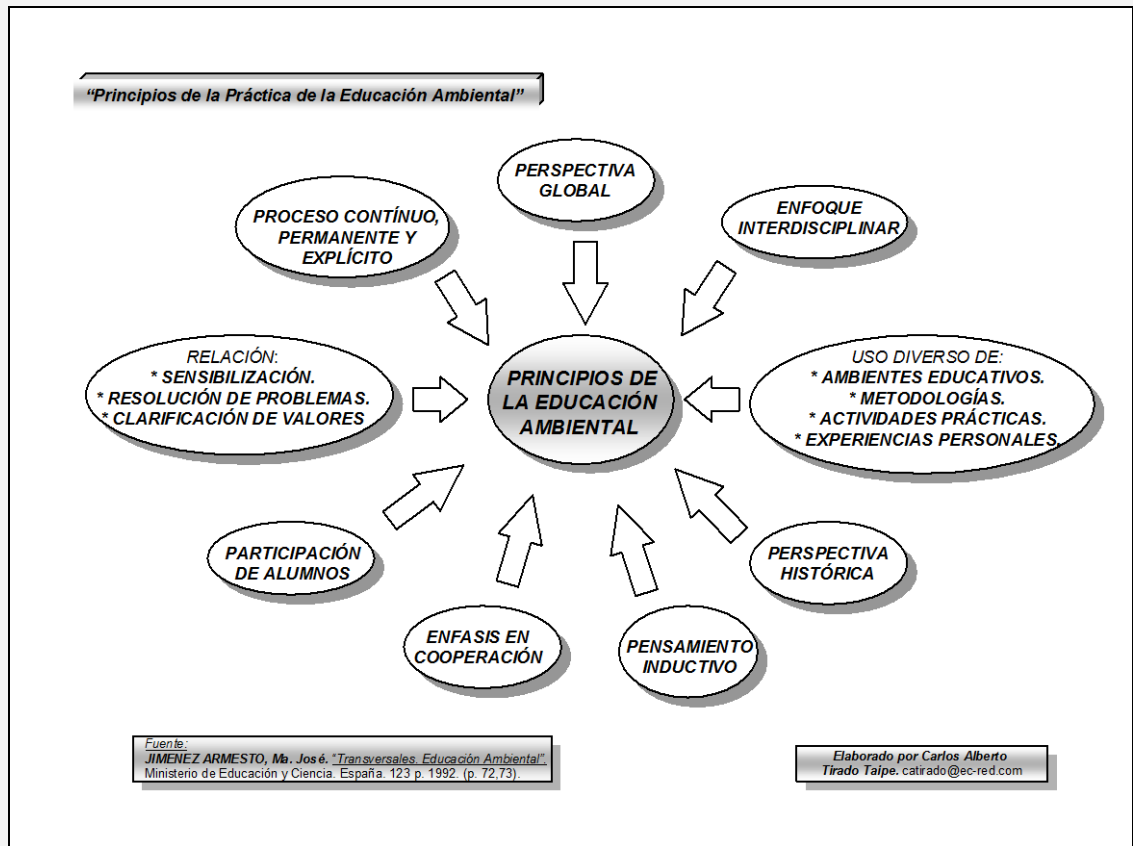 “Principios de la Práctica de la Educación Ambiental”
PERSPECTIVA
GLOBAL
PROCESO CONTÍNUO,
PERMANENTE Y
EXPLÍCITO
ENFOQUE
INTERDISCIPLINAR
RELACIÓN:
* SENSIBILIZACIÓN.
* RESOLUCIÓN DE PROBLEMAS.
* CLARIFICACIÓN DE VALORES
PRINCIPIOS DE
LA EDUCACIÓN
AMBIENTAL
USO DIVERSO DE:
* AMBIENTES EDUCATIVOS.
* METODOLOGÍAS.
* ACTIVIDADES PRÁCTICAS.
* EXPERIENCIAS PERSONALES.
PARTICIPACIÓN
DE ALUMNOS
PERSPECTIVA
HISTÓRICA
ENFASIS EN
COOPERACIÓN
PENSAMIENTO
INDUCTIVO
Fuente:
JIMENEZ ARMESTO, Ma. José. “Transversales. Educación Ambiental”.
Ministerio de Educación y Ciencia. España. 123 p. 1992. (p. 72,73).
Elaborado por Carlos Alberto
Tirado Taipe. catirado@ec-red.com